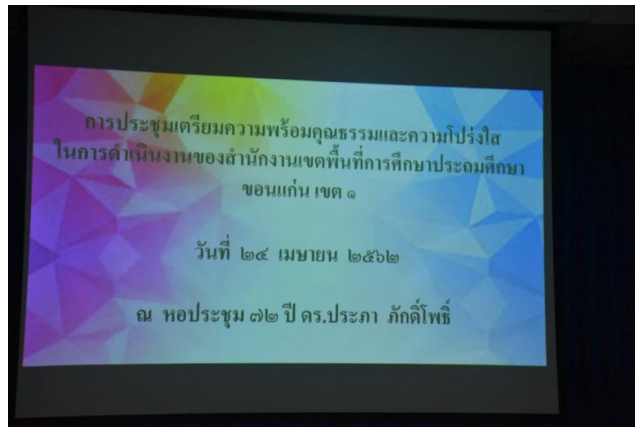 การประชุมเตรียมความพร้อมคุณธรรมและความโปร่งใส
ในการดำเนินงานของสำนักงานเขตพื้นที่การศึกษาประถมศึกษา
ขอนแก่น เขต ๑
วันที่ ๒๔ เมษายน ๒๕๖๒
ณ หอประชุม ๗๒ ปี ดร.ประภา ภักดิ์โพธิ์